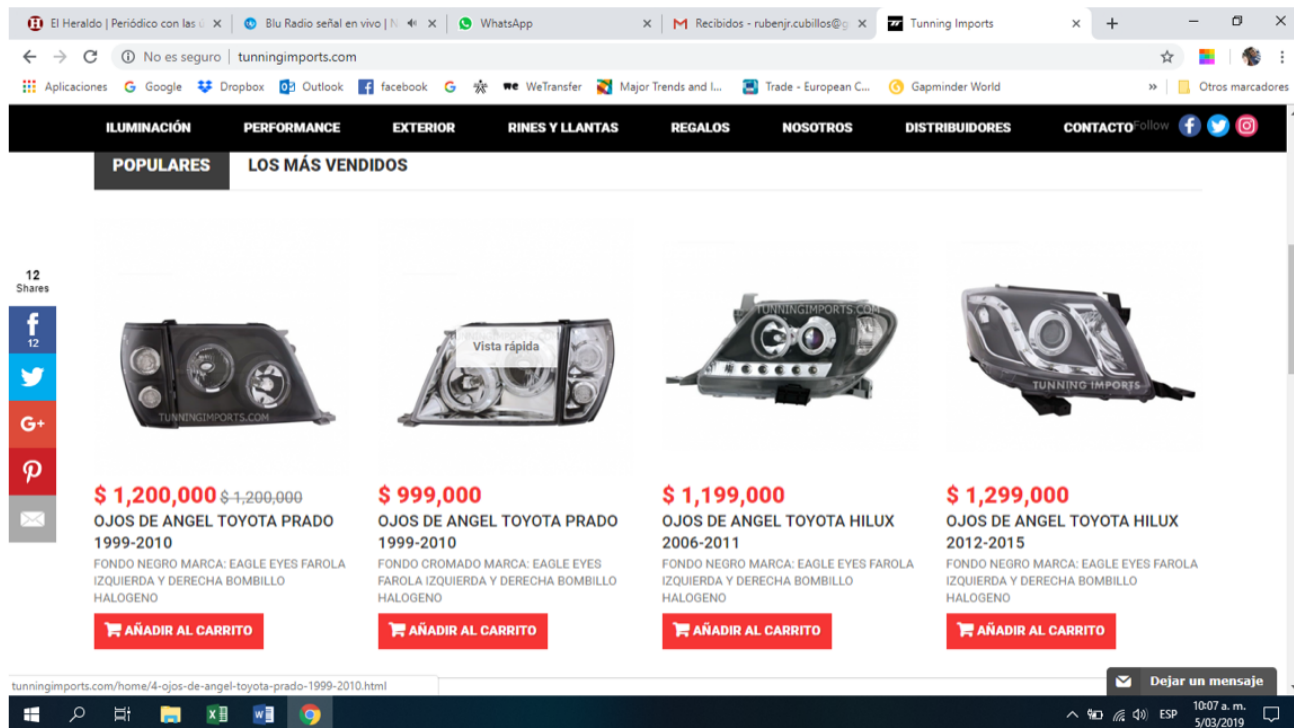 El Heraldo | Periódico con las ú
Blu Radio señal en vivo | N
WhatsApp
Recibidos - rubenjr.cubillos@g
Tunning Imports
No es seguro | tunningimports.com
Aplicaciones Google Dropbox Outlook facebook WeTransfer Major Trends and I... Trade - European C... Gapminder World » Otros marcadores
ILUMINACIÓN PERFORMANCE EXTERIOR RINES Y LLANTAS REGALOS NOSOTROS DISTRIBUIDORES CONTACTO Follow
POPULARES LOS MÁS VENDIDOS
12
Shares
12
G+
TUNNINGIMPORTS.COM
Vista rápida
TUNNINGIMPORTS.COM
TUNNING IMPORTS
$ 1,200,000 $ 1,200,000
OJOS DE ANGEL TOYOTA PRADO
1999-2010
FONDO NEGRO MARCA: EAGLE EYES FAROLA
IZQUIERDA Y DERECHA BOMBILLO
HALOGENO
AÑADIR AL CARRITO
$ 999,000
OJOS DE ANGEL TOYOTA PRADO
1999-2010
FONDO CROMADO MARCA: EAGLE EYES
FAROLA IZQUIERDA Y DERECHA BOMBILLO
HALOGENO
AÑADIR AL CARRITO
$ 1,199,000
OJOS DE ANGEL TOYOTA HILUX
2006-2011
FONDO NEGRO MARCA: EAGLE EYES FAROLA
IZQUIERDA Y DERECHA BOMBILLO
HALOGENO
AÑADIR AL CARRITO
$ 1,299,000
OJOS DE ANGEL TOYOTA HILUX
2012-2015
FONDO NEGRO MARCA: EAGLE EYES FAROLA
IZQUIERDA Y DERECHA BOMBILLO
HALOGENO
AÑADIR AL CARRITO
Dejar un mensaje
tunningimports.com/home/4-ojos-de-angel-toyota-prado-1999-2010.html
ESP
10:07 a. m.
5/03/2019